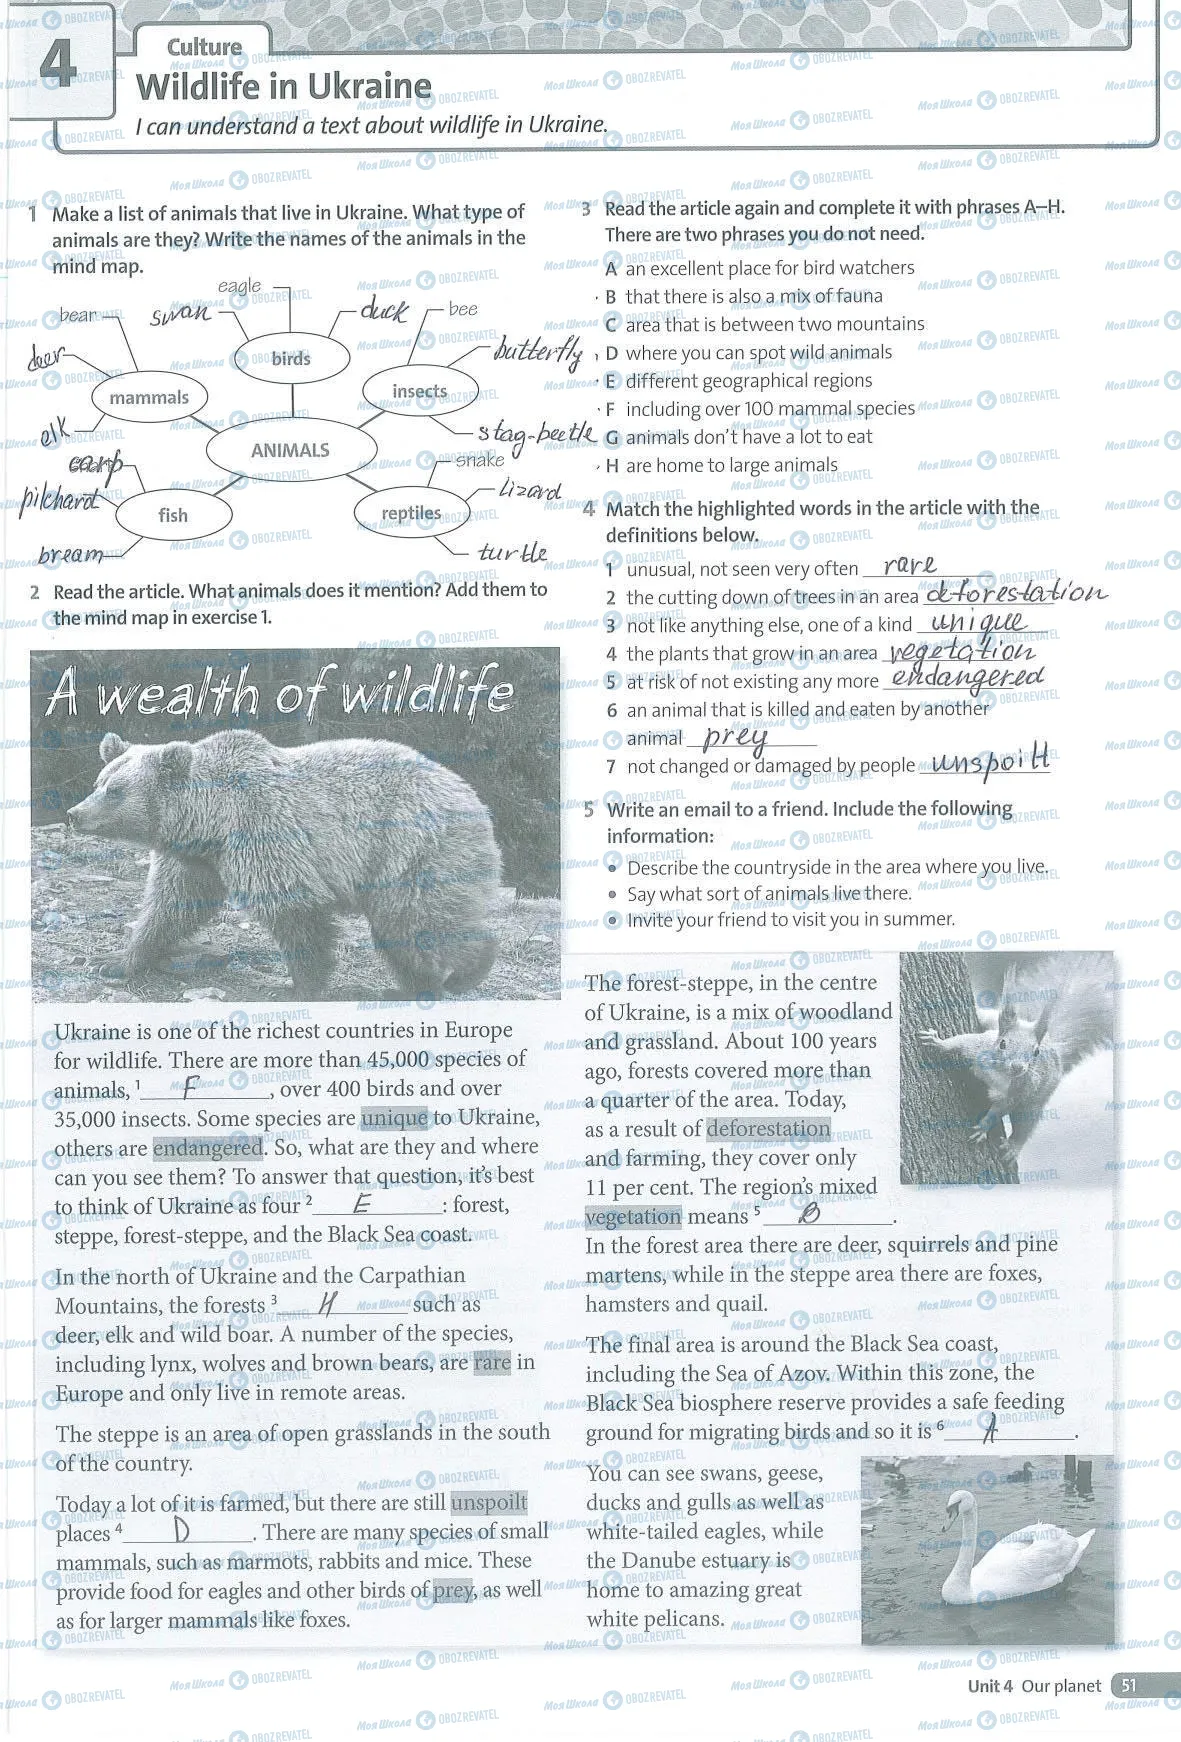 4
Culture
Wildlife in Ukraine
I can understand a text about wildlife in Ukraine.
1 Make a list of animals that live in Ukraine. What type of
animals are they? Write the names of the animals in the
mind map.
eagle
bear
swan
duck
bee
deer
birds
butterfly
mammals
insects
elk
ANIMALS
stag-beetle
carp
snake
pilchard
lizard
fish
reptiles
bream
turtle
2 Read the article. What animals does it mention? Add them to
the mind map in exercise 1.
A wealth of wildlife
Ukraine is one of the richest countries in Europe
for wildlife. There are more than 45,000 species of
animals, 1 F, over 400 birds and over
35,000 insects. Some species are unique to Ukraine,
others are endangered. So, what are they and where
can you see them? To answer that question, it's best
to think of Ukraine as four 2 E: forest,
steppe, forest-steppe, and the Black Sea coast.
In the north of Ukraine and the Carpathian
Mountains, the forests 3 H such as
deer, elk and wild boar. A number of the species,
including lynx, wolves and brown bears, are rare in
Europe and only live in remote areas.
The steppe is an area of open grasslands in the south
of the country.
Today a lot of it is farmed, but there are still unspoilt
places 4 D. There are many species of small
mammals, such as marmots, rabbits and mice. These
provide food for eagles and other birds of prey, as well
as for larger mammals like foxes.
3 Read the article again and complete it with phrases A–H.
There are two phrases you do not need.
A an excellent place for bird watchers
· B that there is also a mix of fauna
C area that is between two mountains
D where you can spot wild animals
· E different geographical regions
· F including over 100 mammal species
G animals don't have a lot to eat
· H are home to large animals
4 Match the highlighted words in the article with the
definitions below.
1 unusual, not seen very often rare
2 the cutting down of trees in an area deforestation
3 not like anything else, one of a kind unique
4 the plants that grow in an area vegetation
5 at risk of not existing any more endangered
6 an animal that is killed and eaten by another
animal prey
7 not changed or damaged by people unspoilt
5 Write an email to a friend. Include the following
information:
• Describe the countryside in the area where you live.
• Say what sort of animals live there.
• Invite your friend to visit you in summer.
The forest-steppe, in the centre
of Ukraine, is a mix of woodland
and grassland. About 100 years
ago, forests covered more than
a quarter of the area. Today,
as a result of deforestation
and farming, they cover only
11 per cent. The region's mixed
vegetation means 5 B.
In the forest area there are deer, squirrels and pine
martens, while in the steppe area there are foxes,
hamsters and quail.
The final area is around the Black Sea coast,
including the Sea of Azov. Within this zone, the
Black Sea biosphere reserve provides a safe feeding
ground for migrating birds and so it is 6 A.
You can see swans, geese,
ducks and gulls as well as
white-tailed eagles, while
the Danube estuary is
home to amazing great
white pelicans.
Unit 4 Our planet 51
Моя Школа OBOZREVATEL